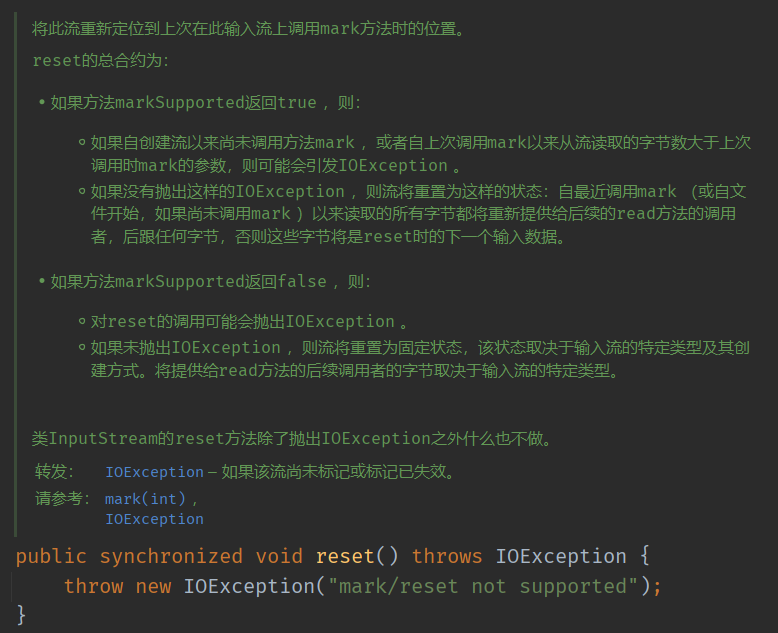 将此流重新定位到上次在此输入流上调用mark方法时的位置。
reset的总合约为:
• 如果方法markSupported返回true ，则:
◦ 如果自创建流以来尚未调用方法mark ，或者自上次调用mark以来从流读取的字节数大于上次
调用时mark的参数，则可能会引发IOException 。
◦ 如果没有抛出这样的IOException ，则流将重置为这样的状态：自最近调用mark （或自文
件开始，如果尚未调用mark ）以来读取的所有字节都将重新提供给后续的read方法的调用
者，后跟任何字节，否则这些字节将是reset时的下一个输入数据。
• 如果方法markSupported返回false ，则:
◦ 对reset的调用可能会抛出IOException 。
◦ 如果未抛出IOException ，则流将重置为固定状态，该状态取决于输入流的特定类型及其创
建方式。将提供给read方法的后续调用者的字节取决于输入流的特定类型。
类InputStream的reset方法除了抛出IOException之外什么也不做。
转发: IOException – 如果该流尚未标记或标记已失效。
请参考: mark(int) ,
IOException
public synchronized void reset() throws IOException {
throw new IOException("mark/reset not supported");
}